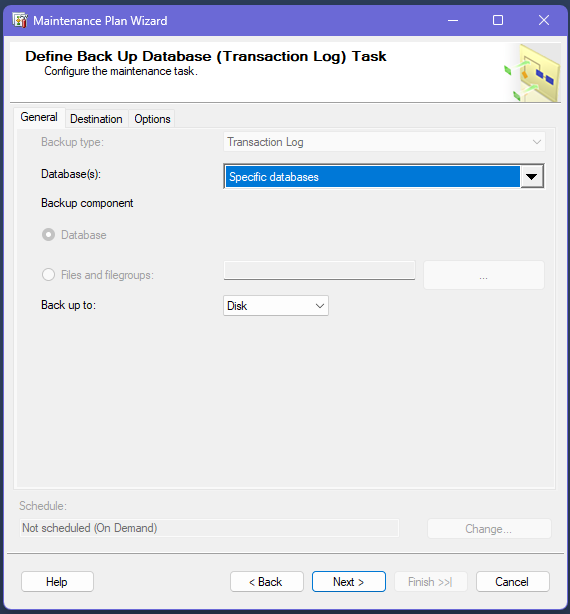 Maintenance Plan Wizard
Define Back Up Database (Transaction Log) Task
Configure the maintenance task.
General Destination Options
Backup type: Transaction Log
Database(s): Specific databases
Backup component
Database
Files and filegroups: ...
Back up to: Disk
Schedule:
Not scheduled (On Demand) Change...
Help < Back Next > Finish >>| Cancel